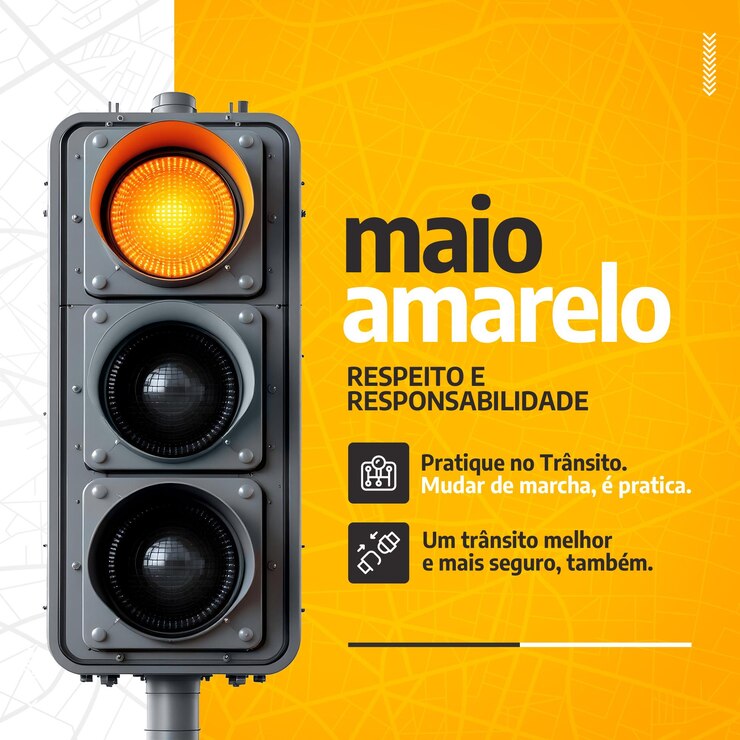 maio
amarelo
RESPEITO E
RESPONSABILIDADE
Pratique no Trânsito.
Mudar de marcha, é pratica.
Um trânsito melhor
e mais seguro, também.